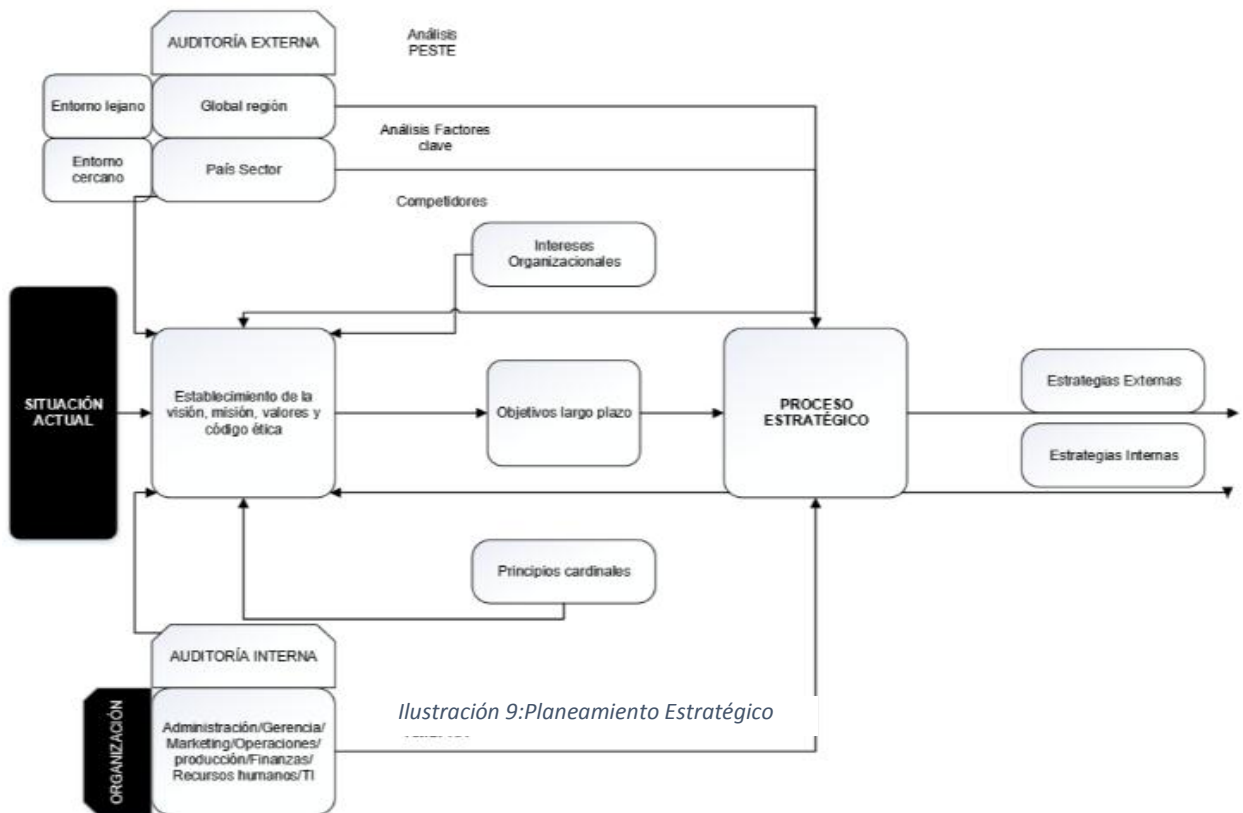 AUDITORÍA EXTERNA
Análisis
PESTE
Entorno lejano
Global región
Análisis Factores
clave
Entorno
cercano
País Sector
Competidores
Intereses
Organizacionales
SITUACIÓN
ACTUAL
Establecimiento de la
visión, misión, valores y
código ética
Objetivos largo plazo
PROCESO
ESTRATÉGICO
Estrategias Externas
Estrategias Internas
Principios cardinales
AUDITORÍA INTERNA
ORGANIZACIÓN
Administración/Gerencia/
Marketing/Operaciones/
producción/Finanzas/
Recursos humanos/TI
Ilustración 9:Planeamiento Estratégico